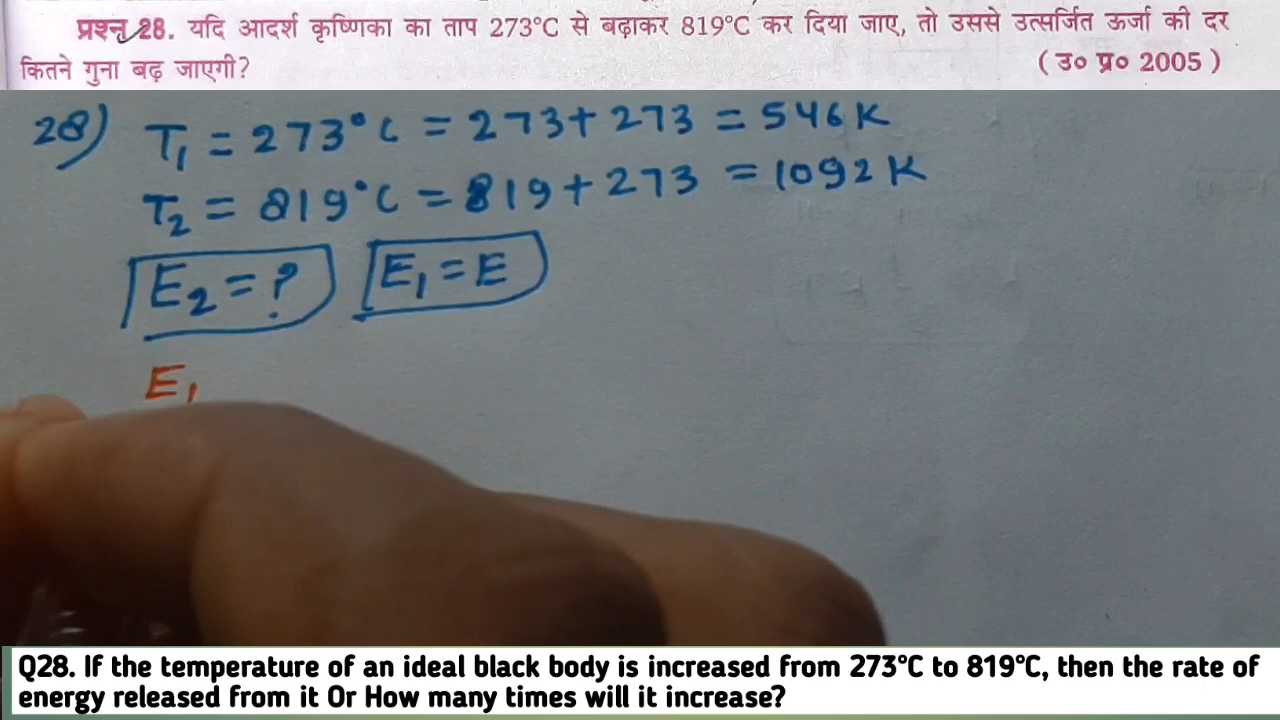 प्रश्न 28. यदि आदर्श कृष्णिका का ताप 273°C से बढ़ाकर 819°C कर दिया जाए, तो उससे उत्सर्जित ऊर्जा की दर
कितने गुना बढ़ जाएगी? ( उ० प्र० 2005 )
28) T₁ = 273°C = 273+273 = 546K
T₂ = 819°C = 819+273 = 1092K
E₂ = ? E₁ = E
E₁
Q28. If the temperature of an ideal black body is increased from 273°C to 819°C, then the rate of
energy released from it Or How many times will it increase?